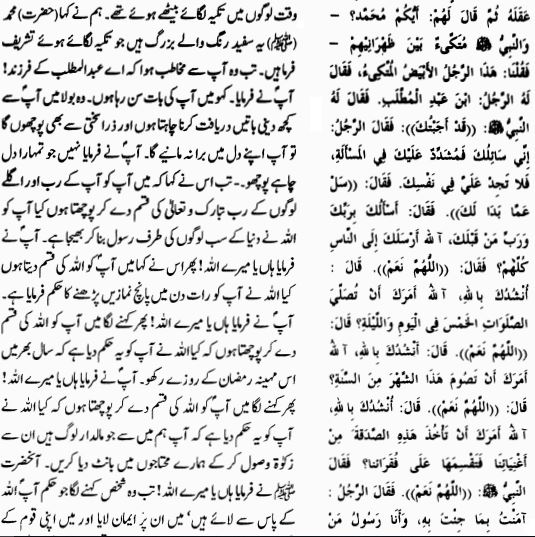 عَقَلَهُ ثُمَّ قَالَ لَهُمْ: أَيُّكُمْ مُحَمَّدٌ؟ -
وَالنَّبِيُّ ﷺ مُتَّكِئٌ بَيْنَ ظَهْرَانَيْهِمْ -
فَقُلْنَا: هَذَا الرَّجُلُ الأَبْيَضُ الْمُتَّكِىءُ، فَقَالَ
لَهُ الرَّجُلُ: ابْنَ عَبْدِ الْمُطَّلِبِ. فَقَالَ لَهُ
النَّبِيُّ ﷺ: ((قَدْ أَجَبْتُكَ)): فَقَالَ الرَّجُلُ:
إِنِّي سَائِلُكَ فَمُشَدِّدٌ عَلَيْكَ فِي الْمَسْأَلَةِ،
فَلاَ تَجِدْ عَلَيَّ فِي نَفْسِكَ. فَقَالَ: ((سَلْ
عَمَّا بَدَا لَكَ)). فَقَالَ: أَسْأَلُكَ بِرَبِّكَ
وَرَبِّ مَنْ قَبْلَكَ، آ للهُ أَرْسَلَكَ إِلَى النَّاسِ
كُلِّهِمْ؟ فَقَالَ: ((اللَّهُمَّ نَعَمْ)). قَالَ:
أَنْشُدُكَ بِاللهِ، آ للهُ أَمَرَكَ أَنْ تُصَلِّيَ
الصَّلَوَاتِ الْخَمْسَ فِي الْيَوْمِ وَاللَّيْلَةِ؟ قَالَ:
((اللَّهُمَّ نَعَمْ)). قَالَ: أَنْشُدُكَ بِاللهِ، آ للهُ
أَمَرَكَ أَنْ تَصُومَ هَذَا الشَّهْرَ مِنَ السَّنَةِ؟
قَالَ: ((اللَّهُمَّ نَعَمْ)). قَالَ: أَنْشُدُكَ بِاللهِ،
آ للهُ أَمَرَكَ أَنْ تَأْخُذَ هَذِهِ الصَّدَقَةَ مِنْ
أَغْنِيَائِنَا فَتَقْسِمَهَا عَلَى فُقَرَائِنَا؟ فَقَالَ
النَّبِيُّ ﷺ: ((اللَّهُمَّ نَعَمْ)). فَقَالَ الرَّجُلُ:
آمَنْتُ بِمَا جِئْتَ بِهِ، وَأَنَا رَسُولُ مَنْ
وقت لوگوں میں تکیہ لگائے بیٹھے ہوئے تھے۔ ہم نے کہا (حضرت) محمد
(ﷺ) یہ سفید رنگ والے بزرگ ہیں جو تکیہ لگائے ہوئے تشریف
فرما ہیں۔ تب وہ آپ سے مخاطب ہوا کہ اے عبدالمطلب کے فرزند!
آپ نے فرمایا۔ کہو میں آپ کی بات سن رہا ہوں۔ وہ بولا میں آپ سے
کچھ دینی باتیں دریافت کرنا چاہتا ہوں اور ذرا سختی سے بھی پوچھوں گا
تو آپ اپنے دل میں برا نہ مانیے گا۔ آپ نے فرمایا نہیں جو تمہارا دل
چاہے پوچھو۔ تب اس نے کہا کہ میں آپ کو آپ کے رب اور اگلے
لوگوں کے رب تبارک و تعالیٰ کی قسم دے کر پوچھتا ہوں کیا آپ کو
اللہ نے دنیا کے سب لوگوں کی طرف رسول بنا کر بھیجا ہے۔ آپ نے
فرمایا ہاں یا میرے اللہ! پھر اس نے کہا میں آپ کو اللہ کی قسم دیتا ہوں
کیا اللہ نے آپ کو رات دن میں پانچ نمازیں پڑھنے کا حکم فرمایا ہے۔
آپ نے فرمایا ہاں یا میرے اللہ! پھر کہنے لگا میں آپ کو اللہ کی قسم
دے کر پوچھتا ہوں کہ کیا اللہ نے آپ کو یہ حکم دیا ہے کہ سال بھر میں
اس مہینہ رمضان کے روزے رکھو۔ آپ نے فرمایا ہاں یا میرے اللہ!
پھر کہنے لگا میں آپ کو اللہ کی قسم دے کر پوچھتا ہوں کہ کیا اللہ نے
آپ کو یہ حکم دیا ہے کہ آپ ہم میں سے جو مالدار لوگ ہیں ان سے
زکوٰۃ وصول کر کے ہمارے محتاجوں میں بانٹ دیا کریں۔ آنحضرت
ﷺ نے فرمایا ہاں یا میرے اللہ! تب وہ شخص کہنے لگا جو حکم آپ اللہ
کے پاس سے لائے ہیں' میں ان پر ایمان لایا اور میں اپنی قوم کے